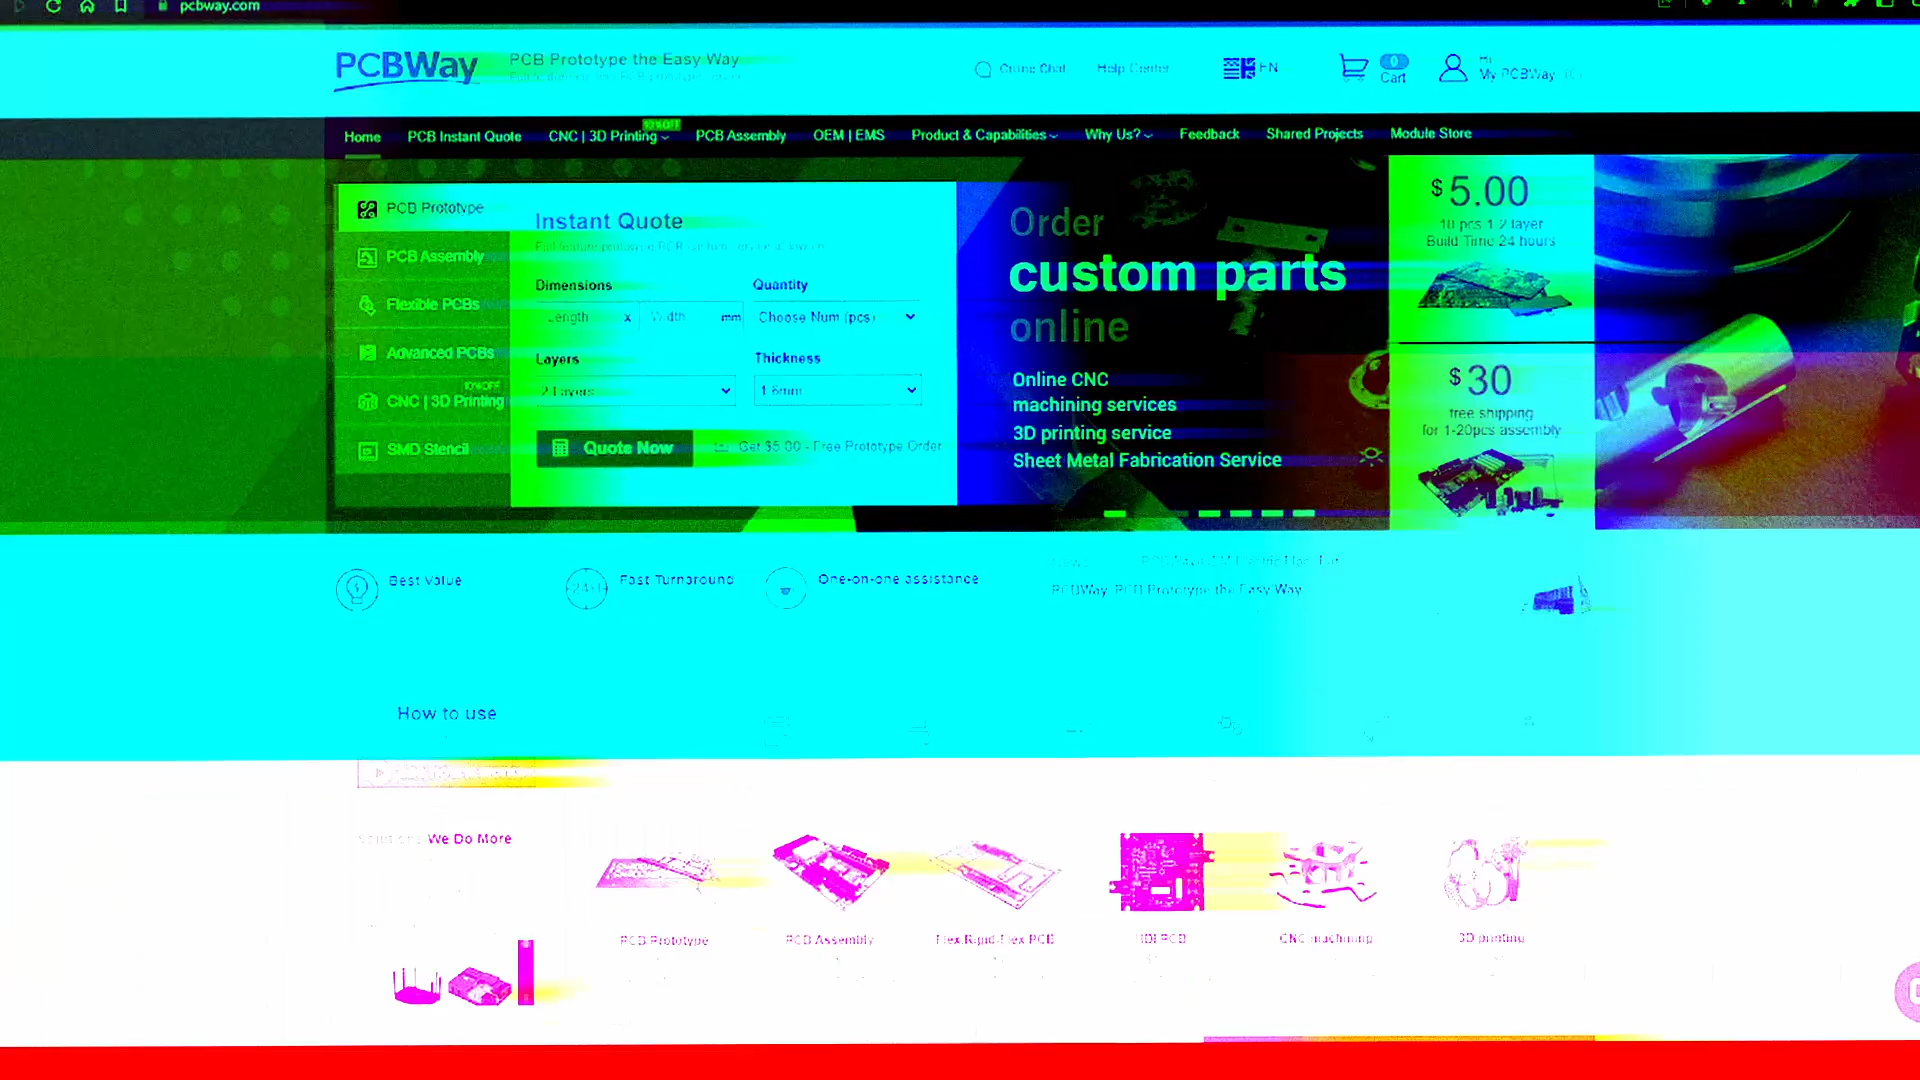 pcbway.com
PCBWay
PCB Prototype the Easy Way
Online Chat
Help Center
EN
0
Cart
Hi
My PCBWay
Home
PCB Instant Quote
CNC | 3D Printing
10%OFF
PCB Assembly
OEM | EMS
Product & Capabilities
Why Us?
Feedback
Shared Projects
Module Store
PCB Prototype
PCB Assembly
Flexible PCBs
Advanced PCBs
10%OFF
CNC | 3D Printing
SMD Stencil
Instant Quote
Dimensions
Quantity
Length x Width mm
Choose Num (pcs)
Layers
Thickness
2 Layers
1.6mm
Quote Now
Get $5.00 - Free Prototype Order
Order
custom parts
online
Online CNC
machining services
3D printing service
Sheet Metal Fabrication Service
$5.00
10 pcs 1-2 layer
Build Time 24 hours
$30
free shipping
for 1-20pcs assembly
Best Value
Fast Turnaround
One-on-one assistance
PCBWay, PCB Prototype the Easy Way
How to use
We Do More
PCB Prototype
PCB Assembly
Flex, Rigid-Flex PCB
HDI PCB
CNC machining
3D printing